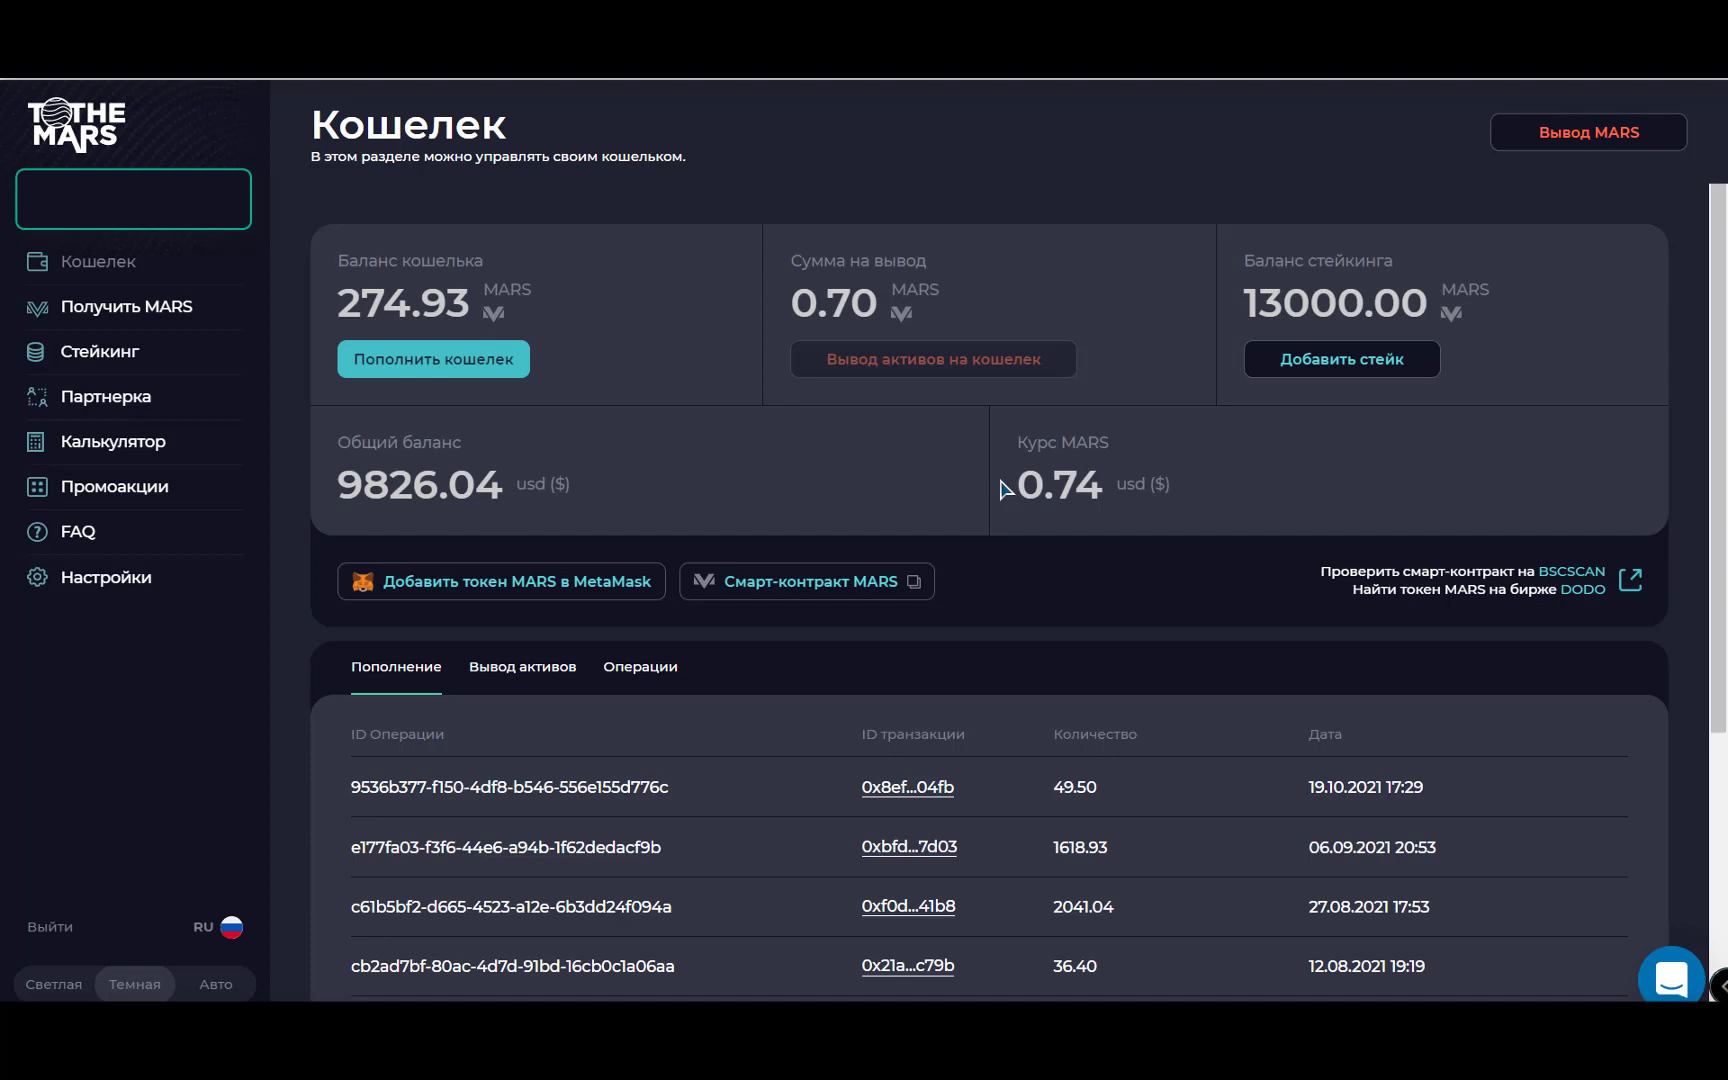 TO THE
MARS
Кошелек
Получить MARS
Стейкинг
Партнерка
Калькулятор
Промоакции
FAQ
Настройки
Выйти
RU
Светлая
Темная
Авто
Кошелек
В этом разделе можно управлять своим кошельком.
Вывод MARS
Баланс кошелька
274.93 MARS
Пополнить кошелек
Сумма на вывод
0.70 MARS
Вывод активов на кошелек
Баланс стейкинга
13000.00 MARS
Добавить стейк
Общий баланс
9826.04 usd ($)
Курс MARS
0.74 usd ($)
Добавить токен MARS в MetaMask
Смарт-контракт MARS
Проверить смарт-контракт на BSCSCAN
Найти токен MARS на бирже DODO
Пополнение Вывод активов Операции
ID Операции ID транзакции Количество Дата
9536b377-f150-4df8-b546-556e155d776c 0x8ef...04fb 49.50 19.10.2021 17:29
e177fa03-f3f6-44e6-a94b-1f62dedacf9b 0xbfd...7d03 1618.93 06.09.2021 20:53
c61b5bf2-d665-4523-a12e-6b3dd24f094a 0xf0d...41b8 2041.04 27.08.2021 17:53
cb2ad7bf-80ac-4d7d-91bd-16cb0c1a06aa 0x21a...c79b 36.40 12.08.2021 19:19